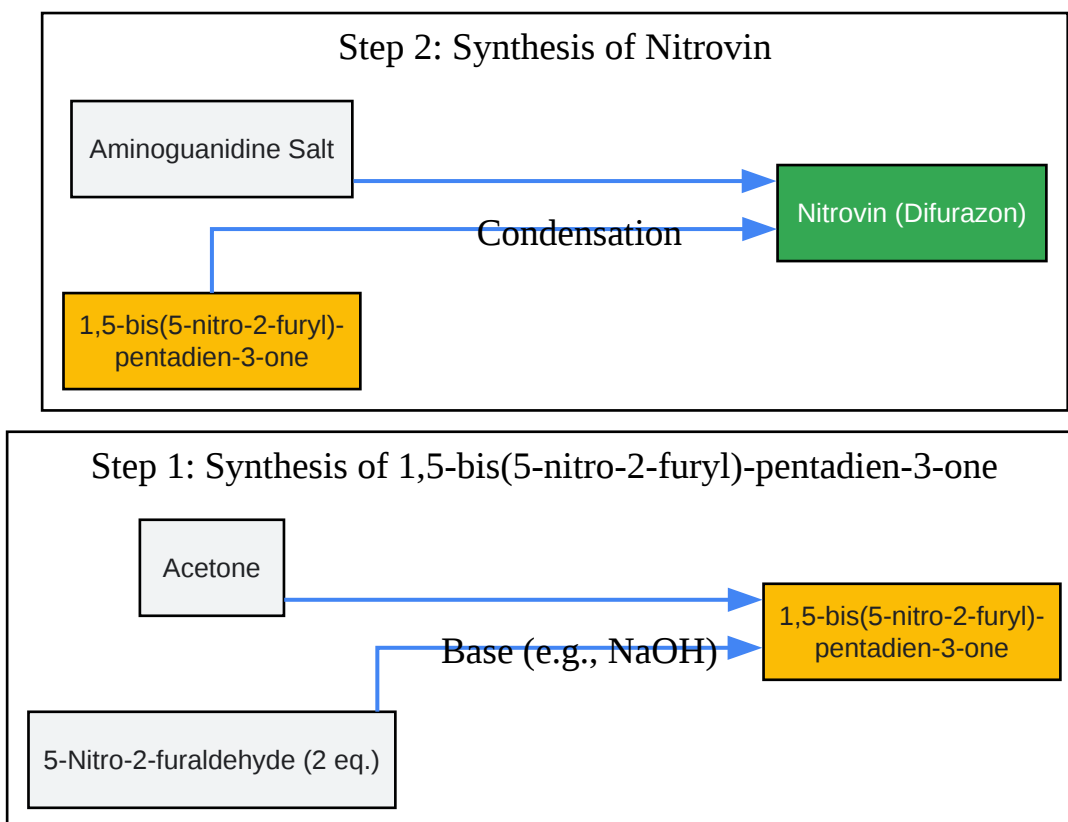 Step 2: Synthesis of Nitrovin
Aminoguanidine Salt
Nitrovin (Difurazon)
Condensation
1,5-bis(5-nitro-2-furyl)-
pentadien-3-one
Step 1: Synthesis of 1,5-bis(5-nitro-2-furyl)-pentadien-3-one
Acetone
1,5-bis(5-nitro-2-furyl)-
pentadien-3-one
Base (e.g., NaOH)
5-Nitro-2-furaldehyde (2 eq.)